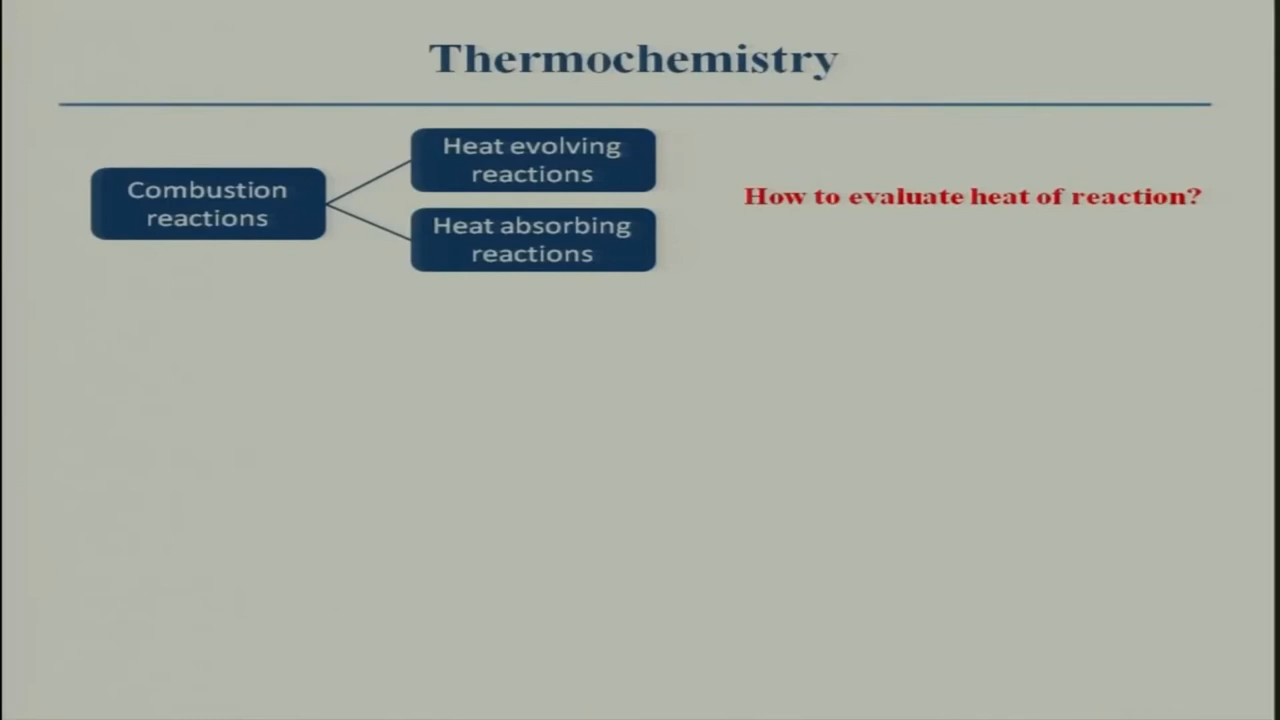 Thermochemistry
Combustion
reactions
Heat evolving
reactions
Heat absorbing
reactions
How to evaluate heat of reaction?